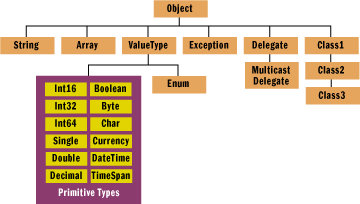 Object
String Array ValueType Exception Delegate Class1
Multicast Delegate
Class2
Class3
Enum
Int16 Boolean
Int32 Byte
Int64 Char
Single Currency
Double DateTime
Decimal TimeSpan
Primitive Types